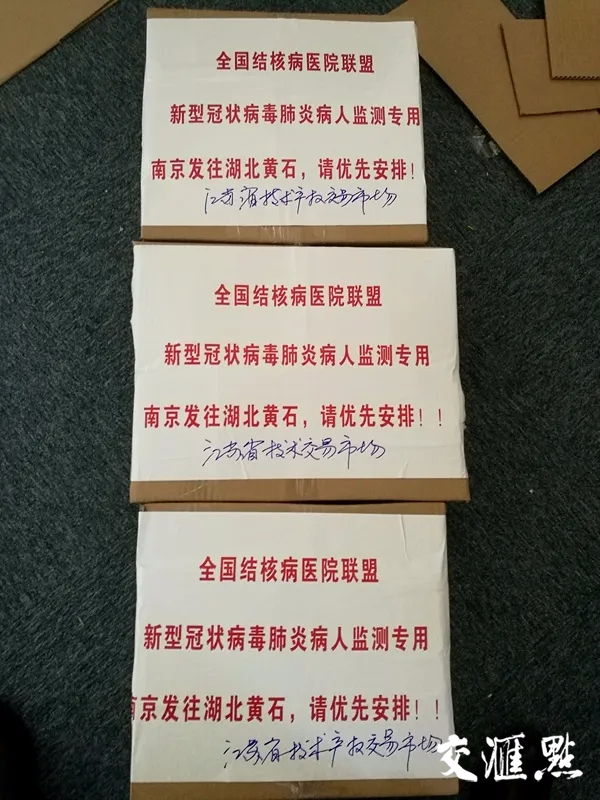 全国结核病医院联盟
新型冠状病毒肺炎病人监测专用
南京发往湖北黄石，请优先安排！
江苏省技术产权交易市场
全国结核病医院联盟
新型冠状病毒肺炎病人监测专用
南京发往湖北黄石，请优先安排！！
江苏省技术交易市场
全国结核病医院联盟
新型冠状病毒肺炎病人监测专用
南京发往湖北黄石，请优先安排！！
江苏省技术产权交易市场
交匯點